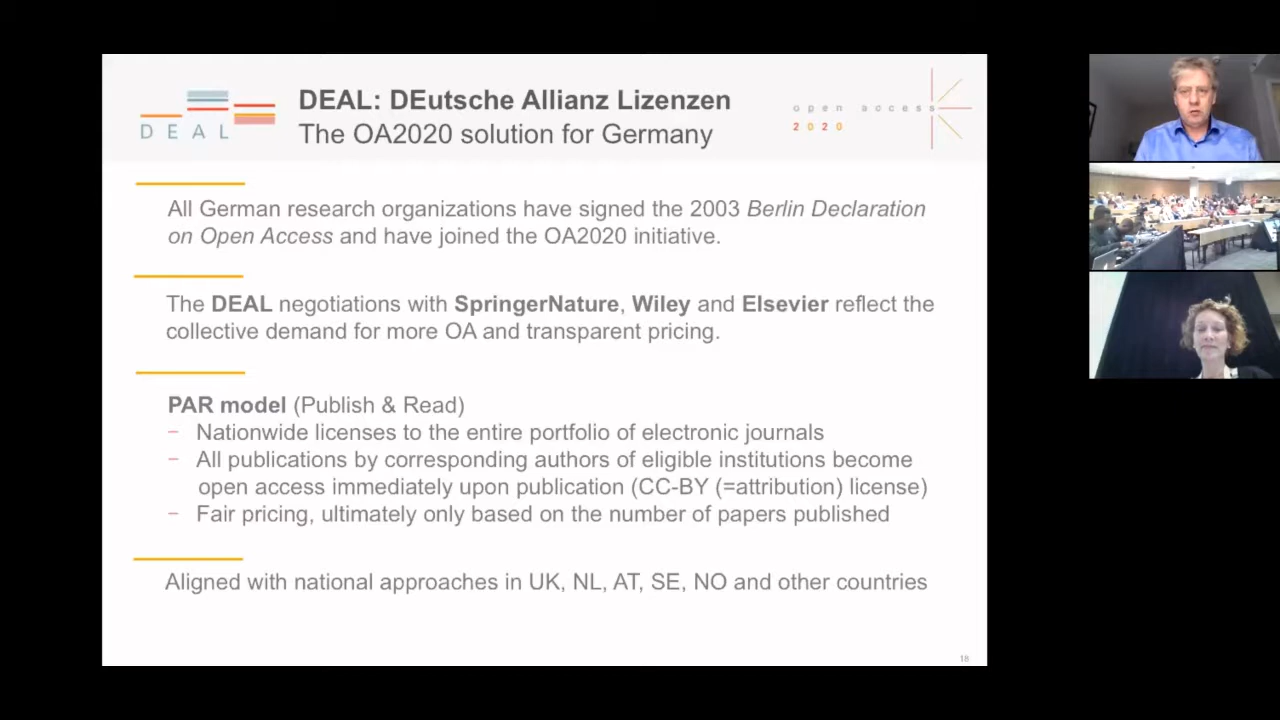 DEAL
DEAL: DEutsche Allianz Lizenzen
The OA2020 solution for Germany
open access
2020
All German research organizations have signed the 2003 Berlin Declaration
on Open Access and have joined the OA2020 initiative.
The DEAL negotiations with SpringerNature, Wiley and Elsevier reflect the
collective demand for more OA and transparent pricing.
PAR model (Publish & Read)
− Nationwide licenses to the entire portfolio of electronic journals
− All publications by corresponding authors of eligible institutions become
open access immediately upon publication (CC-BY (=attribution) license)
− Fair pricing, ultimately only based on the number of papers published
Aligned with national approaches in UK, NL, AT, SE, NO and other countries
18